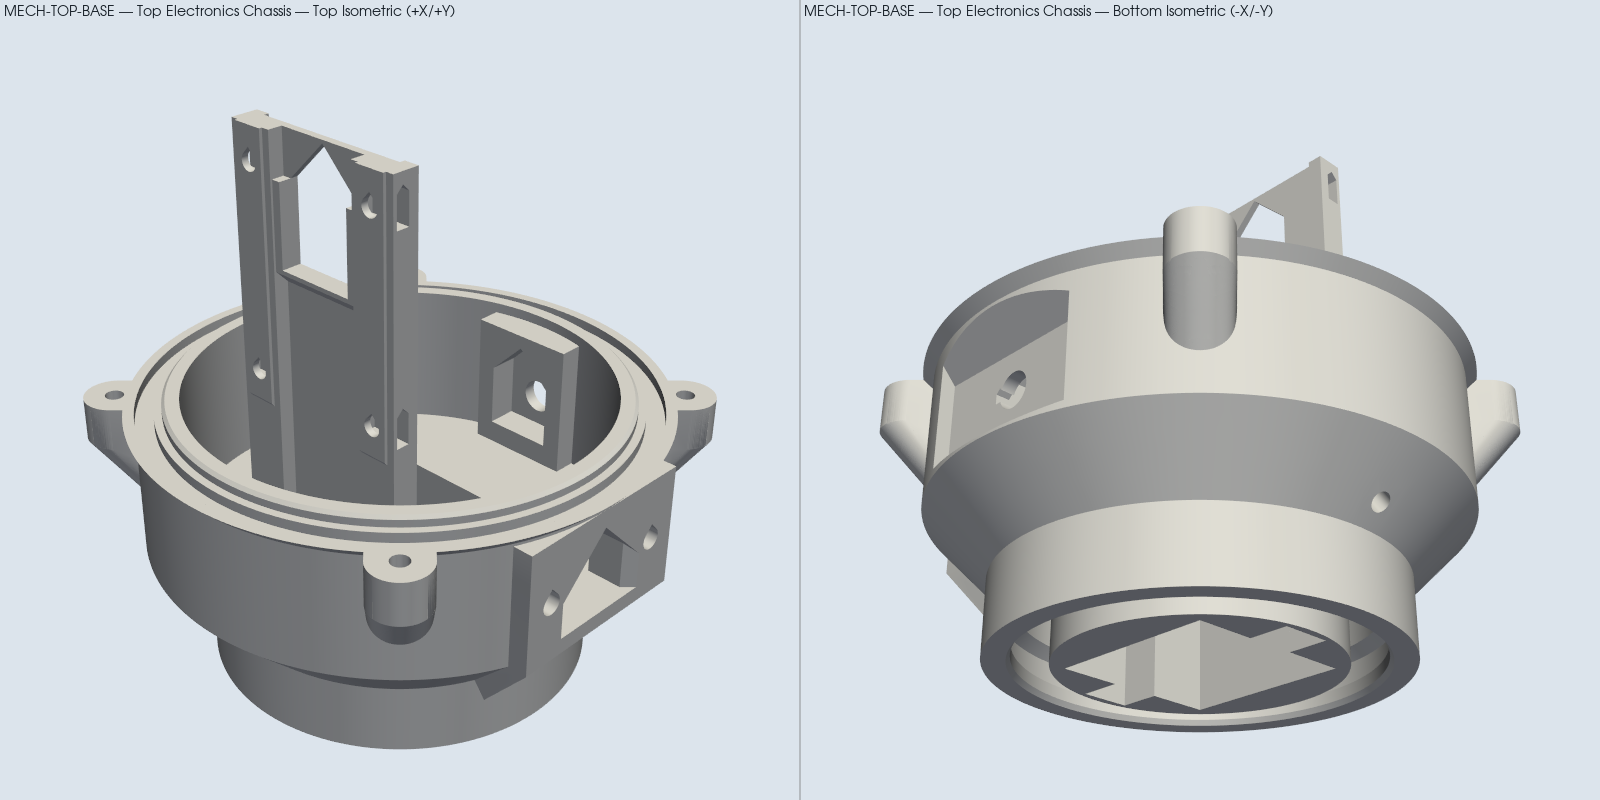 MECH-TOP-BASE — Top Electronics Chassis — Top Isometric (+X/+Y)
MECH-TOP-BASE — Top Electronics Chassis — Bottom Isometric (-X/-Y)